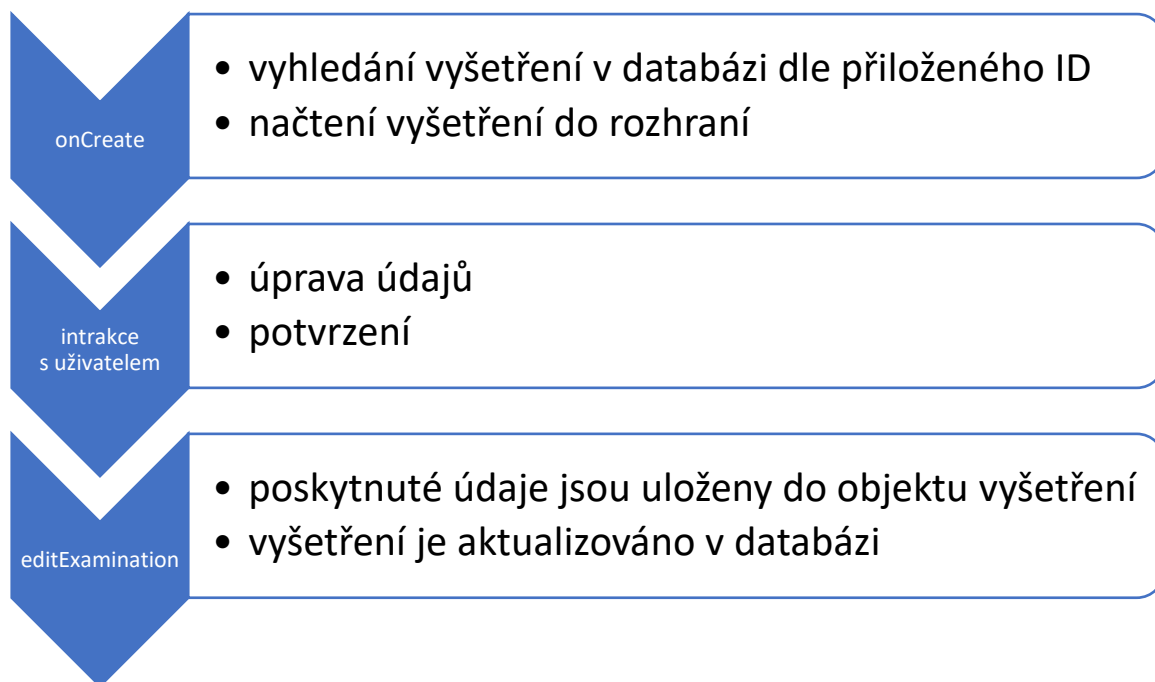 onCreate
• vyhledání vyšetření v databázi dle přiloženého ID
• načtení vyšetření do rozhraní
intrakce
s uživatelem
• úprava údajů
• potvrzení
editExamination
• poskytnuté údaje jsou uloženy do objektu vyšetření
• vyšetření je aktualizováno v databázi